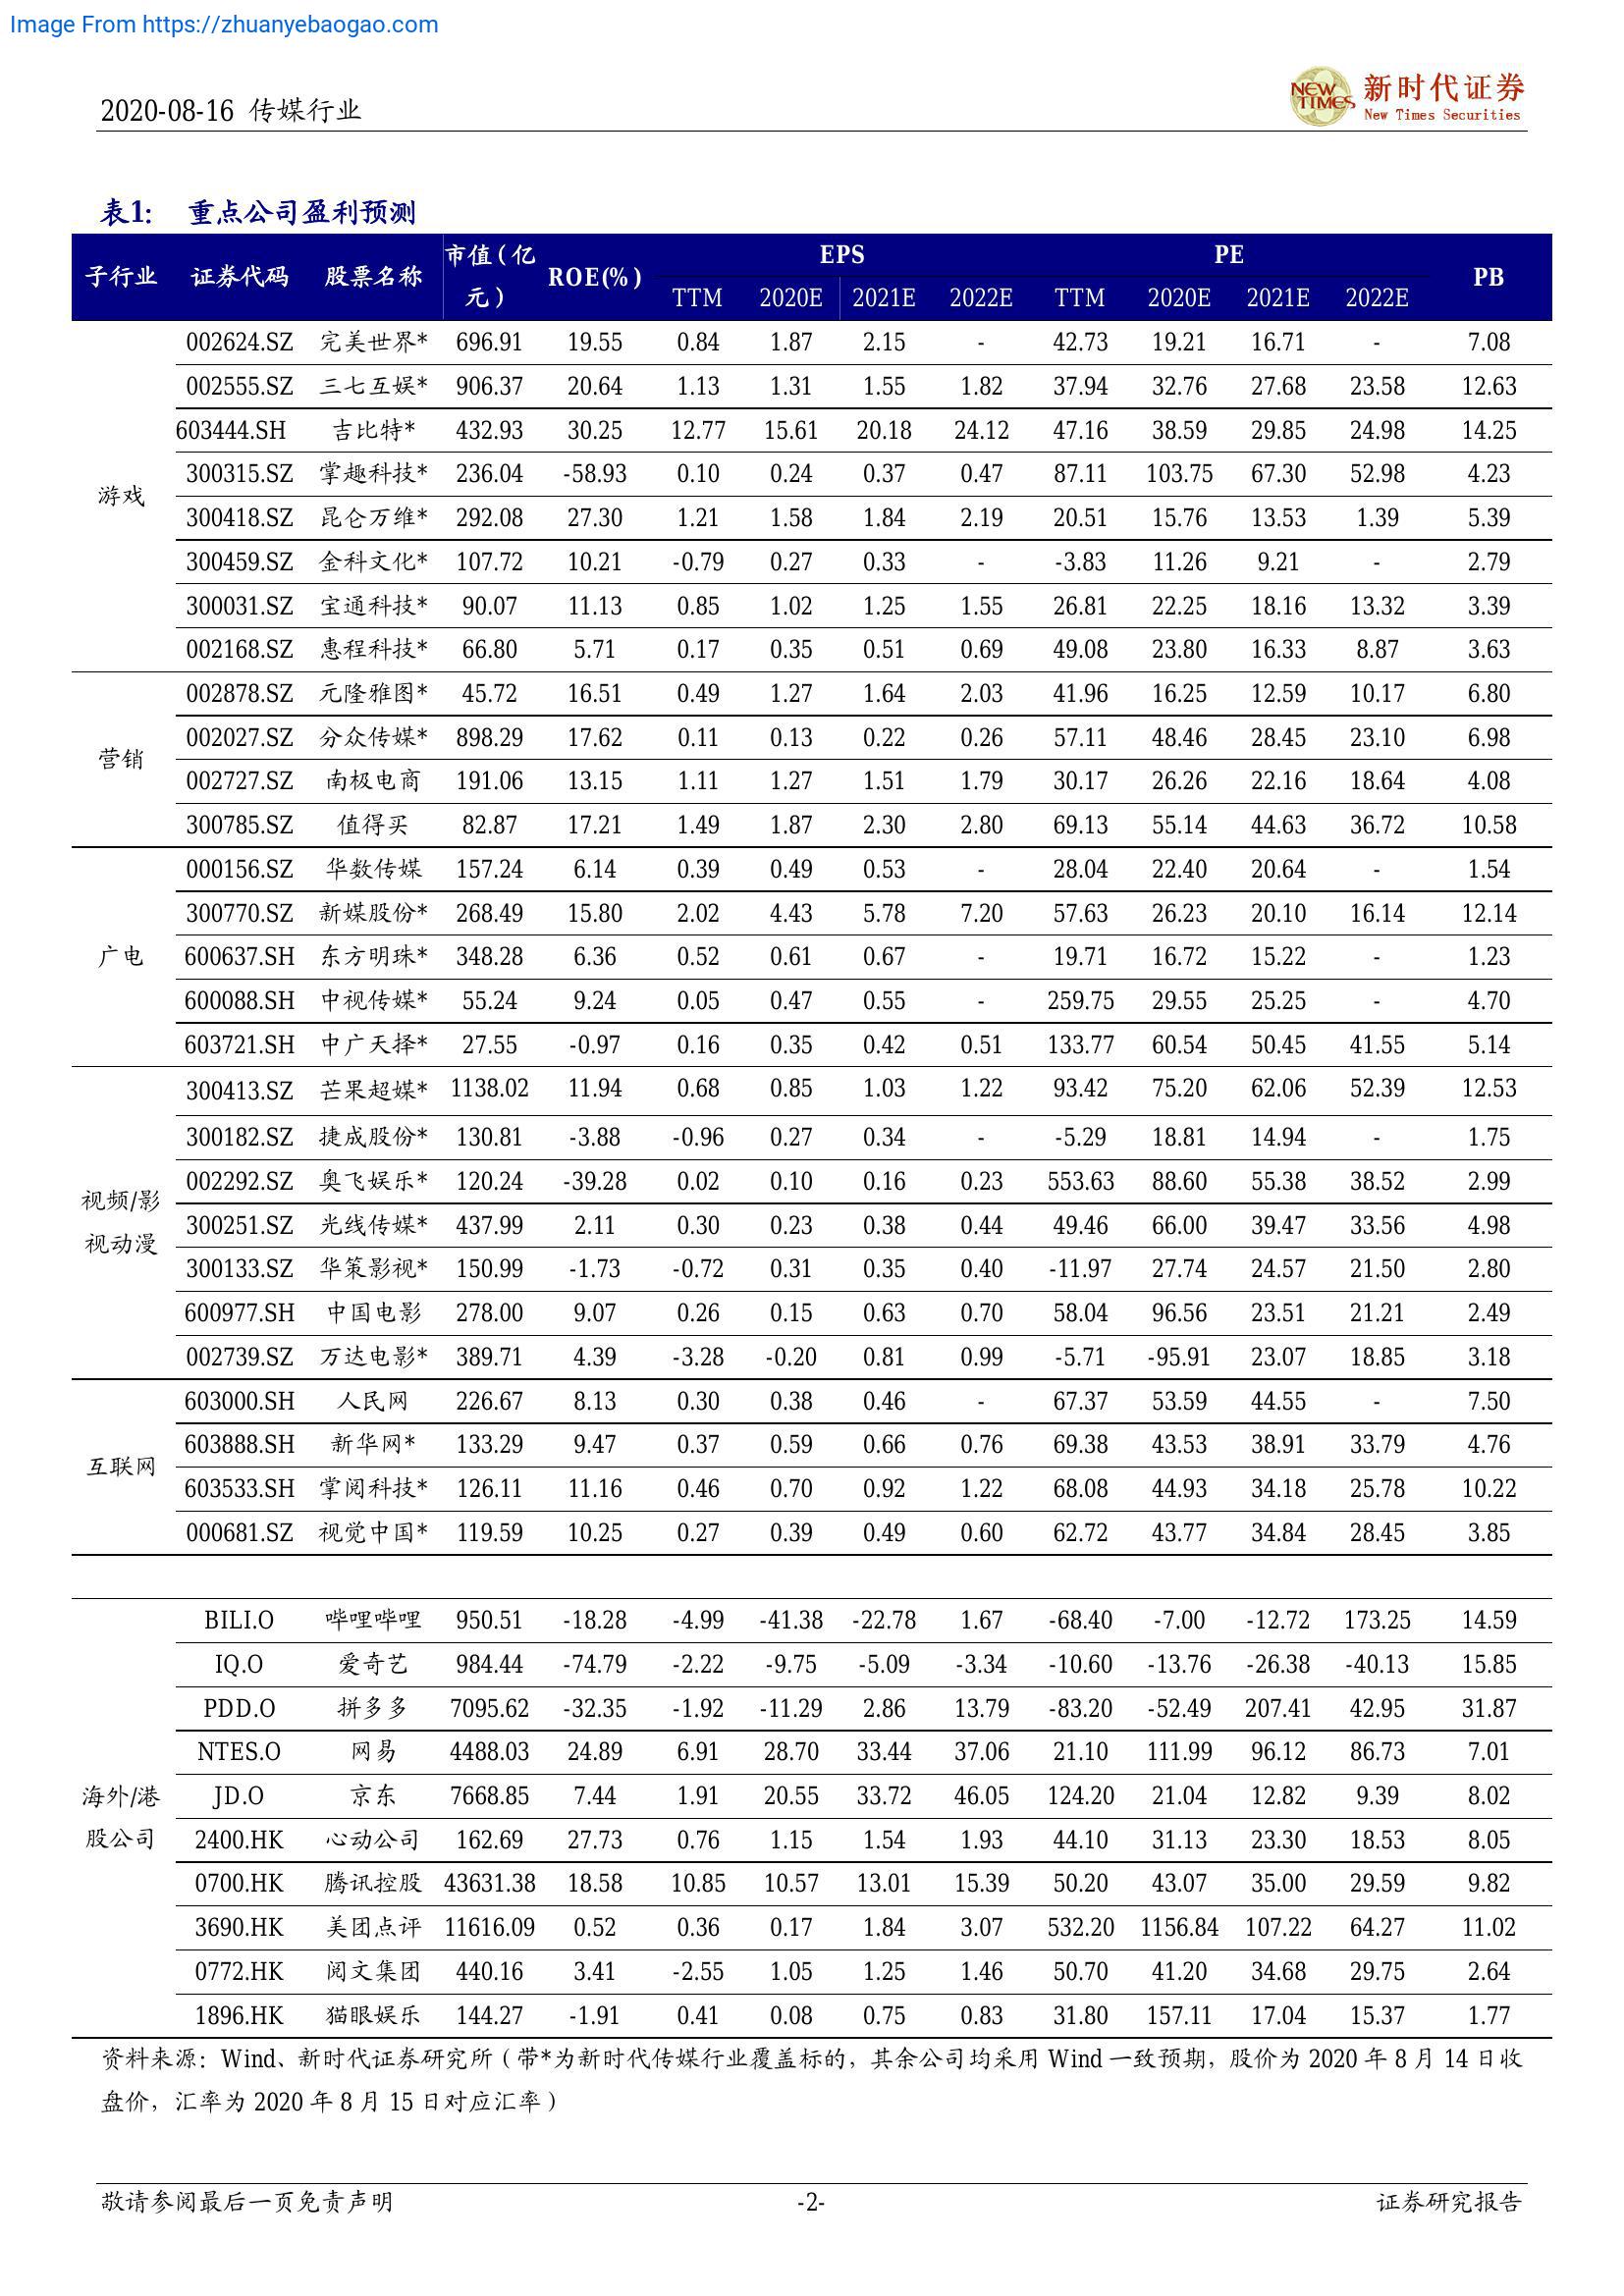 Image From https://zhuanyebaogao.com
2020-08-16 传媒行业
NEW TIMES
新时代证券
New Times Securities
表1: 重点公司盈利预测
子行业 证券代码 股票名称 市值(亿元) ROE(%) EPS PE PB
TTM 2020E 2021E 2022E TTM 2020E 2021E 2022E
游戏
002624.SZ 完美世界* 696.91 19.55 0.84 1.87 2.15 - 42.73 19.21 16.71 - 7.08
002555.SZ 三七互娱* 906.37 20.64 1.13 1.31 1.55 1.82 37.94 32.76 27.68 23.58 12.63
603444.SH 吉比特* 432.93 30.25 12.77 15.61 20.18 24.12 47.16 38.59 29.85 24.98 14.25
300315.SZ 掌趣科技* 236.04 -58.93 0.10 0.24 0.37 0.47 87.11 103.75 67.30 52.98 4.23
300418.SZ 昆仑万维* 292.08 27.30 1.21 1.58 1.84 2.19 20.51 15.76 13.53 1.39 5.39
300459.SZ 金科文化* 107.72 10.21 -0.79 0.27 0.33 - -3.83 11.26 9.21 - 2.79
300031.SZ 宝通科技* 90.07 11.13 0.85 1.02 1.25 1.55 26.81 22.25 18.16 13.32 3.39
002168.SZ 惠程科技* 66.80 5.71 0.17 0.35 0.51 0.69 49.08 23.80 16.33 8.87 3.63
营销
002878.SZ 元隆雅图* 45.72 16.51 0.49 1.27 1.64 2.03 41.96 16.25 12.59 10.17 6.80
002027.SZ 分众传媒* 898.29 17.62 0.11 0.13 0.22 0.26 57.11 48.46 28.45 23.10 6.98
002727.SZ 南极电商 191.06 13.15 1.11 1.27 1.51 1.79 30.17 26.26 22.16 18.64 4.08
300785.SZ 值得买 82.87 17.21 1.49 1.87 2.30 2.80 69.13 55.14 44.63 36.72 10.58
广电
000156.SZ 华数传媒 157.24 6.14 0.39 0.49 0.53 - 28.04 22.40 20.64 - 1.54
300770.SZ 新媒股份* 268.49 15.80 2.02 4.43 5.78 7.20 57.63 26.23 20.10 16.14 12.14
600637.SH 东方明珠* 348.28 6.36 0.52 0.61 0.67 - 19.71 16.72 15.22 - 1.23
600088.SH 中视传媒* 55.24 9.24 0.05 0.47 0.55 - 259.75 29.55 25.25 - 4.70
603721.SH 中广天择* 27.55 -0.97 0.16 0.35 0.42 0.51 133.77 60.54 50.45 41.55 5.14
视频/影
视动漫
300413.SZ 芒果超媒* 1138.02 11.94 0.68 0.85 1.03 1.22 93.42 75.20 62.06 52.39 12.53
300182.SZ 捷成股份* 130.81 -3.88 -0.96 0.27 0.34 - -5.29 18.81 14.94 - 1.75
002292.SZ 奥飞娱乐* 120.24 -39.28 0.02 0.10 0.16 0.23 553.63 88.60 55.38 38.52 2.99
300251.SZ 光线传媒* 437.99 2.11 0.30 0.23 0.38 0.44 49.46 66.00 39.47 33.56 4.98
300133.SZ 华策影视* 150.99 -1.73 -0.72 0.31 0.35 0.40 -11.97 27.74 24.57 21.50 2.80
600977.SH 中国电影 278.00 9.07 0.26 0.15 0.63 0.70 58.04 96.56 23.51 21.21 2.49
002739.SZ 万达电影* 389.71 4.39 -3.28 -0.20 0.81 0.99 -5.71 -95.91 23.07 18.85 3.18
互联网
603000.SH 人民网 226.67 8.13 0.30 0.38 0.46 - 67.37 53.59 44.55 - 7.50
603888.SH 新华网* 133.29 9.47 0.37 0.59 0.66 0.76 69.38 43.53 38.91 33.79 4.76
603533.SH 掌阅科技* 126.11 11.16 0.46 0.70 0.92 1.22 68.08 44.93 34.18 25.78 10.22
000681.SZ 视觉中国* 119.59 10.25 0.27 0.39 0.49 0.60 62.72 43.77 34.84 28.45 3.85
海外/港
股公司
BILI.O 哔哩哔哩 950.51 -18.28 -4.99 -41.38 -22.78 1.67 -68.40 -7.00 -12.72 173.25 14.59
IQ.O 爱奇艺 984.44 -74.79 -2.22 -9.75 -5.09 -3.34 -10.60 -13.76 -26.38 -40.13 15.85
PDD.O 拼多多 7095.62 -32.35 -1.92 -11.29 2.86 13.79 -83.20 -52.49 207.41 42.95 31.87
NTES.O 网易 4488.03 24.89 6.91 28.70 33.44 37.06 21.10 111.99 96.12 86.73 7.01
JD.O 京东 7668.85 7.44 1.91 20.55 33.72 46.05 124.20 21.04 12.82 9.39 8.02
2400.HK 心动公司 162.69 27.73 0.76 1.15 1.54 1.93 44.10 31.13 23.30 18.53 8.05
0700.HK 腾讯控股 43631.38 18.58 10.85 10.57 13.01 15.39 50.20 43.07 35.00 29.59 9.82
3690.HK 美团点评 11616.09 0.52 0.36 0.17 1.84 3.07 532.20 1156.84 107.22 64.27 11.02
0772.HK 阅文集团 440.16 3.41 -2.55 1.05 1.25 1.46 50.70 41.20 34.68 29.75 2.64
1896.HK 猫眼娱乐 144.27 -1.91 0.41 0.08 0.75 0.83 31.80 157.11 17.04 15.37 1.77
资料来源: Wind、新时代证券研究所(带*为新时代传媒行业覆盖标的, 其余公司均采用 Wind 一致预期, 股价为 2020 年 8 月 14 日收
盘价, 汇率为 2020 年 8 月 15 日对应汇率)
敬请参阅最后一页免责声明 -2- 证券研究报告